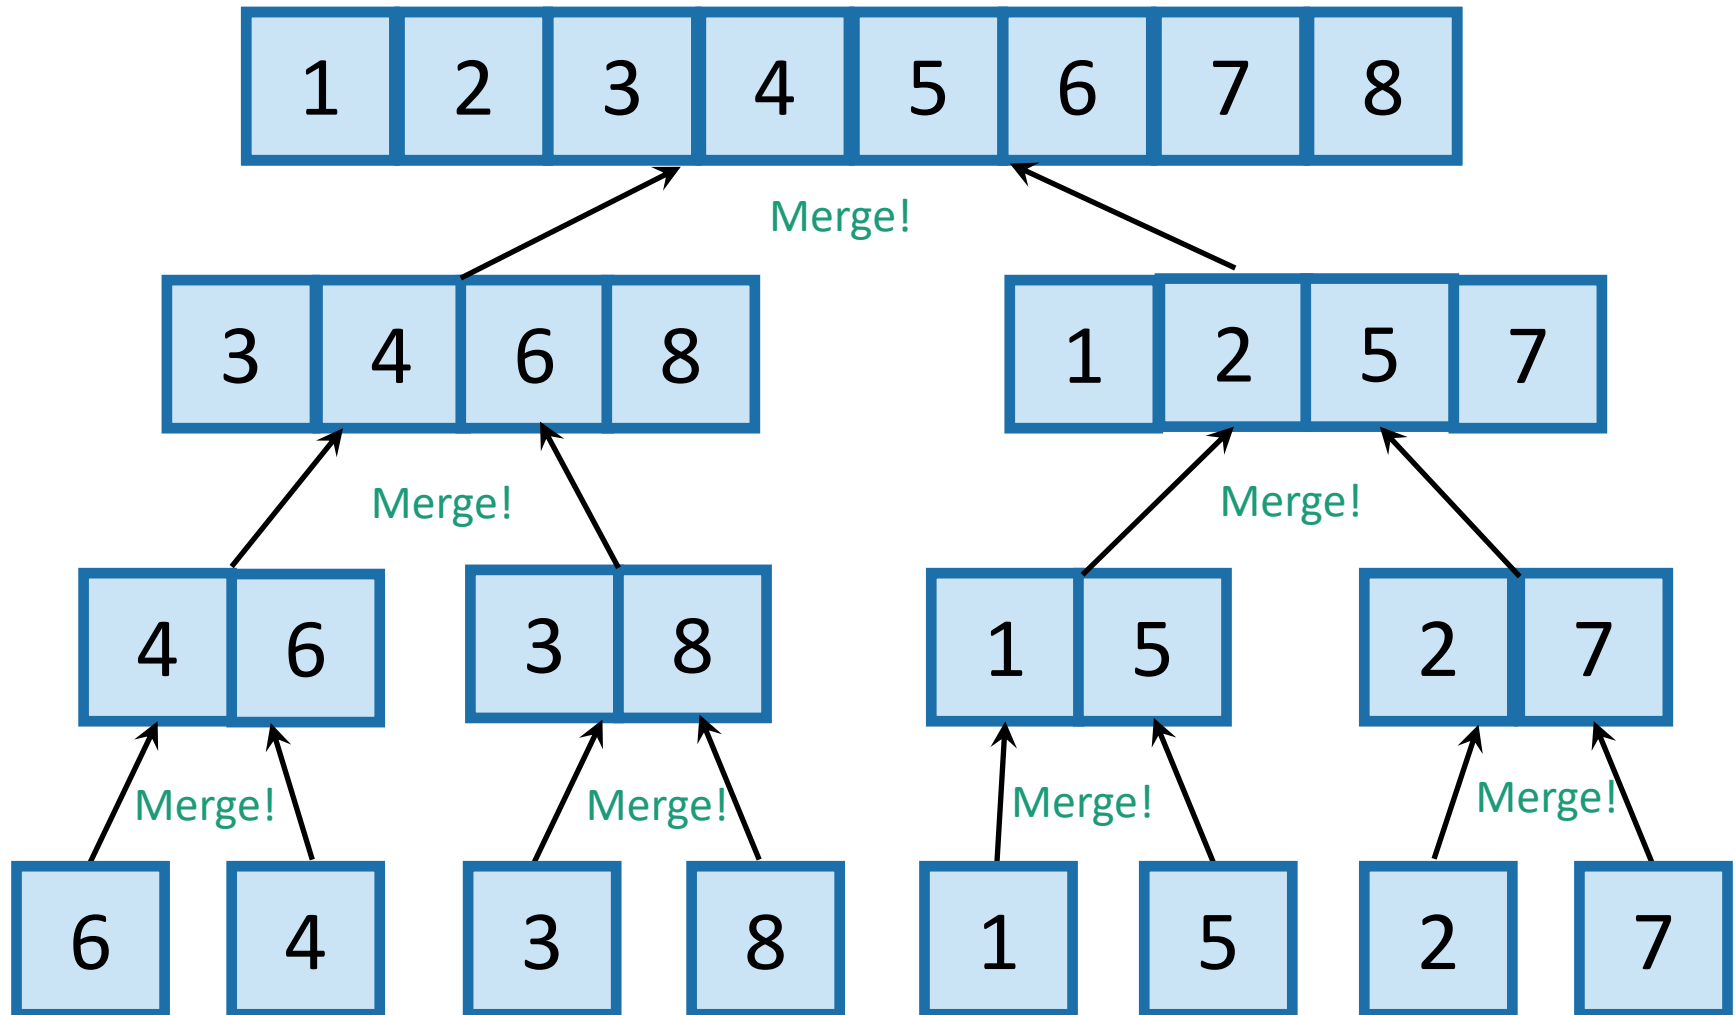 1 2 3 4 5 6 7 8
Merge!
3 4 6 8 1 2 5 7
Merge! Merge!
4 6 3 8 1 5 2 7
Merge! Merge! Merge! Merge!
6 4 3 8 1 5 2 7